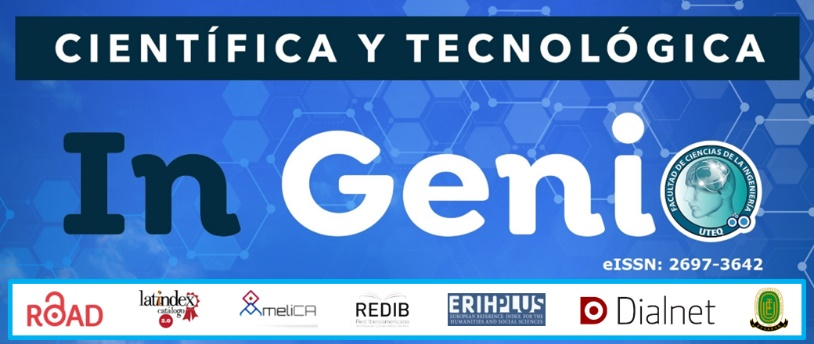 CIENTÍFICA Y TECNOLÓGICA
In Geni
FACULTAD DE CIENCIAS DE LA INGENIERÍA
UTEQ
eISSN: 2697-3642
ROAD
latindex
catálogo
2.0
AmeliCA
REDIB
ERIHPLUS
EUROPEAN REFERENCE INDEX FOR THE
HUMANITIES AND SOCIAL SCIENCES
Dialnet